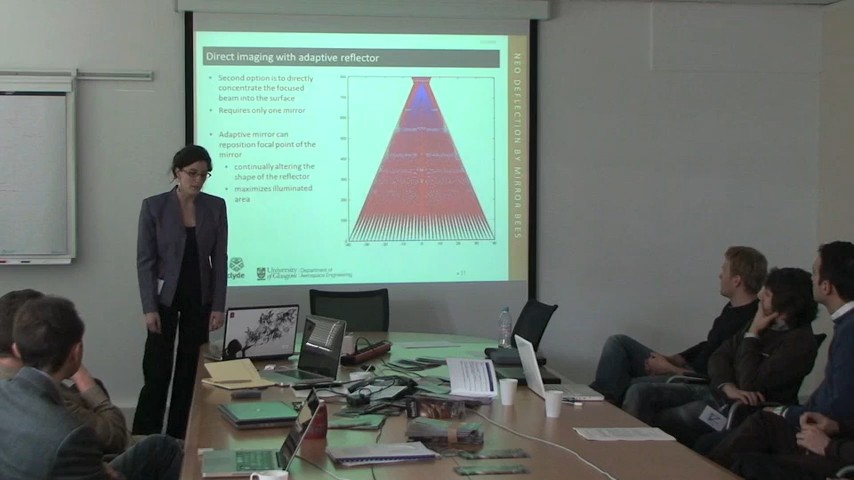 Direct imaging with adaptive reflector
Second option is to directly
concentrate the focused
beam into the surface
Requires only one mirror
Adaptive mirror can
reposition focal point of the
mirror
continually altering the
shape of the reflector
maximizes illuminated
area
NEO DEFLECTION BY MIRROR BEES
University
of Glasgow
Department of
Aerospace Engineering